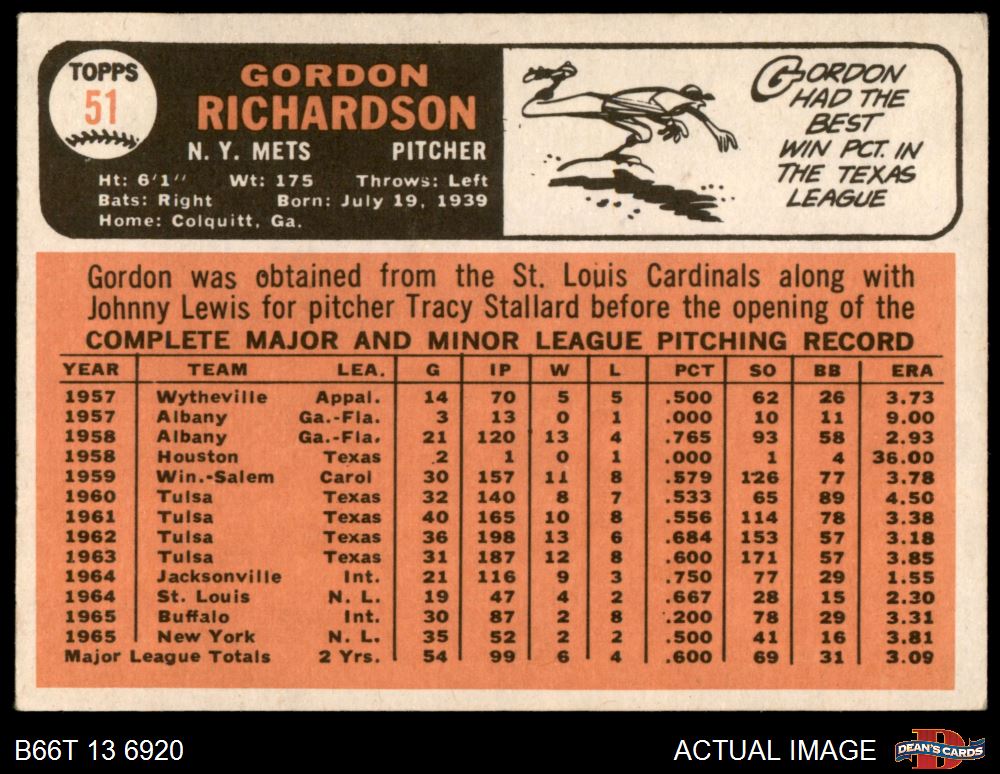 TOPPS
51
GORDON
RICHARDSON
N. Y. METS PITCHER
Ht: 6'1" Wt: 175 Throws: Left
Bats: Right Born: July 19, 1939
Home: Colquitt, Ga.
GORDON
HAD THE
BEST
WIN PCT. IN
THE TEXAS
LEAGUE
Gordon was obtained from the St. Louis Cardinals along with
Johnny Lewis for pitcher Tracy Stallard before the opening of the
COMPLETE MAJOR AND MINOR LEAGUE PITCHING RECORD
YEAR TEAM LEA. G IP W L PCT SO BB ERA
1957 Wytheville Appal. 14 70 5 5 .500 62 26 3.73
1957 Albany Ga.-Fla. 3 13 0 1 .000 10 11 9.00
1958 Albany Ga.-Fla. 21 120 13 4 .765 93 58 2.93
1958 Houston Texas 2 1 0 1 .000 1 4 36.00
1959 Win.-Salem Carol 30 157 11 8 .579 126 77 3.78
1960 Tulsa Texas 32 140 8 7 .533 65 89 4.50
1961 Tulsa Texas 40 165 10 8 .556 114 78 3.38
1962 Tulsa Texas 36 198 13 6 .684 153 57 3.18
1963 Tulsa Texas 31 187 12 8 .600 171 57 3.85
1964 Jacksonville Int. 21 116 9 3 .750 77 29 1.55
1964 St. Louis N. L. 19 47 4 2 .667 28 15 2.30
1965 Buffalo Int. 30 87 2 8 .200 78 29 3.31
1965 New York N. L. 35 52 2 2 .500 41 16 3.81
Major League Totals 2 Yrs. 54 99 6 4 .600 69 31 3.09
B66T 13 6920 ACTUAL IMAGE
DEAN'S CARDS